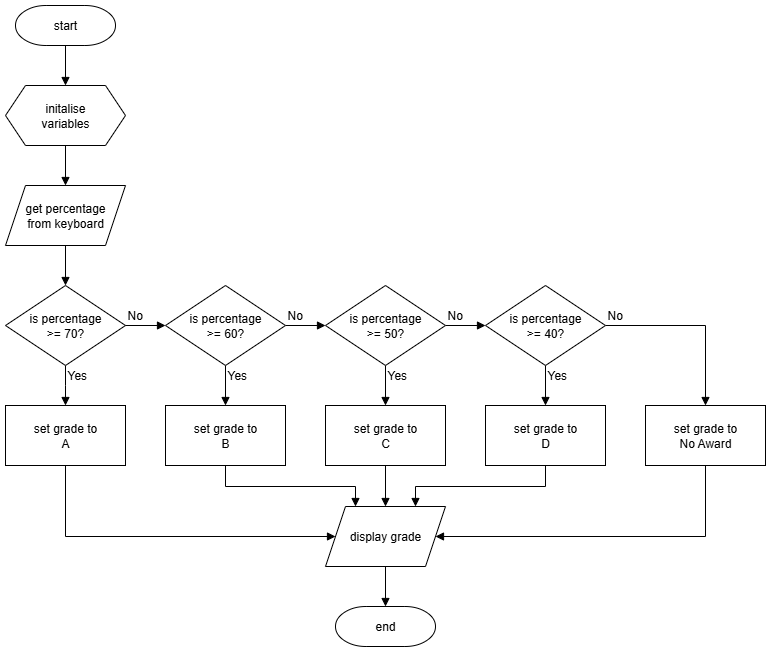 start
initalise
variables
get percentage
from keyboard
is percentage
>= 70?
No
is percentage
>= 60?
No
is percentage
>= 50?
No
is percentage
>= 40?
No
Yes
Yes
Yes
Yes
set grade to
A
set grade to
B
set grade to
C
set grade to
D
set grade to
No Award
display grade
end